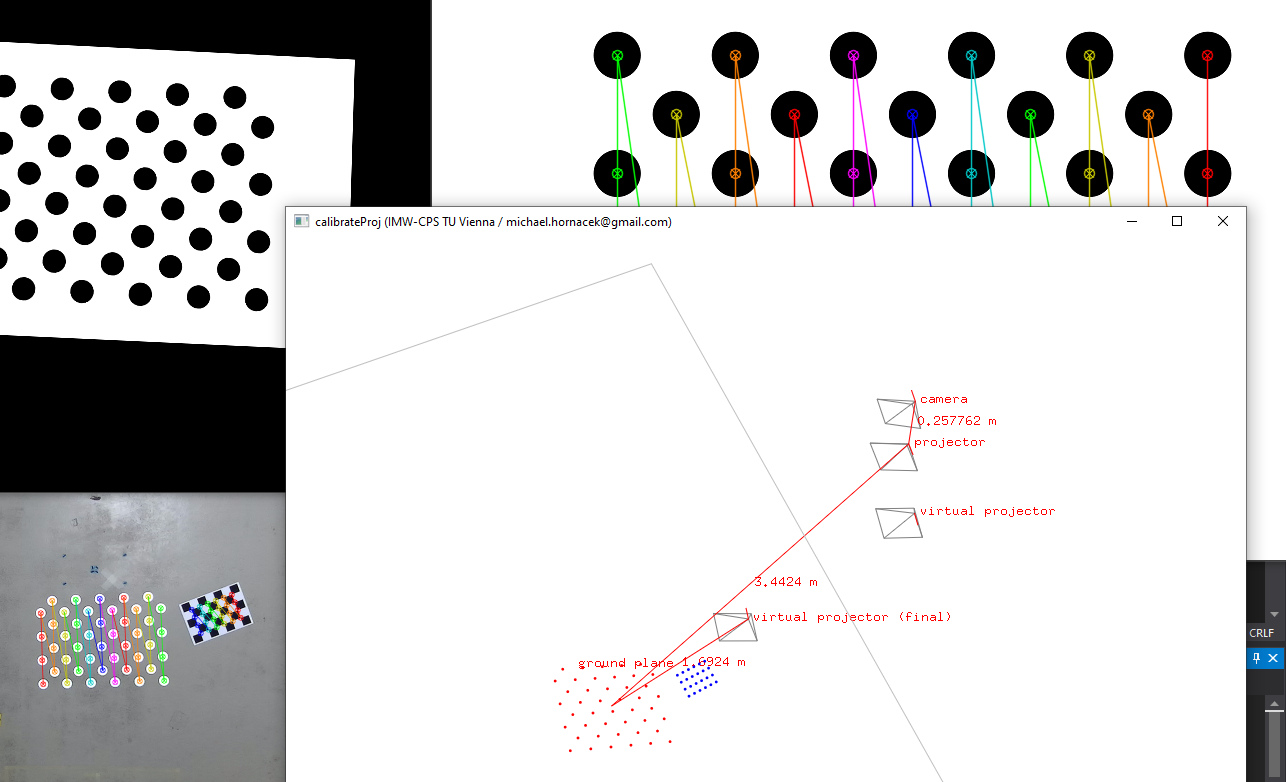 calibrateProj (IMW-CPS TU Vienna / michael.hornacek@gmail.com)
camera
0.257762 m
projector
virtual projector
3.4424 m
virtual projector (final)
ground plane 1.6924 m
CRLF